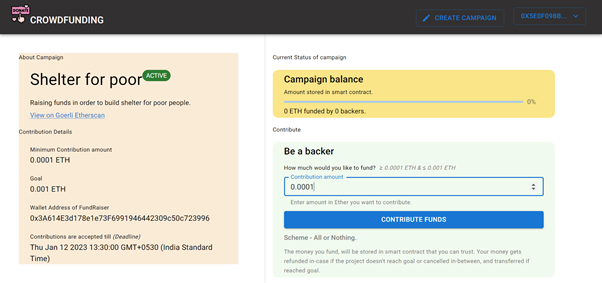 DONATE
CROWDFUNDING
CREATE CAMPAIGN
0X5E0F098B...
About Campaign
Shelter for poor
ACTIVE
Raising funds in order to build shelter for poor people.
View on Goerli Etherscan
Contribution Details
Minimum Contribution amount
0.0001 ETH
Goal
0.001 ETH
Wallet Address of FundRaiser
0x3A614E3D178e1e73F6991946442309c50c723996
Contributions are accepted till (Deadline)
Thu Jan 12 2023 13:30:00 GMT+0530 (India Standard
Time)
Current Status of campaign
Campaign balance
Amount stored in smart contract.
0%
0 ETH funded by 0 backers.
Contribute
Be a backer
How much would you like to fund? ≥ 0.0001 ETH & ≤ 0.001 ETH
Contribution amount
0.0001
Enter amount in Ether you want to contribute.
CONTRIBUTE FUNDS
Scheme - All or Nothing.
The money you fund, will be stored in smart contract that you can trust. Your money gets
refunded in-case if the project doesn't reach goal or cancelled in-between, and transferred if
reached goal.